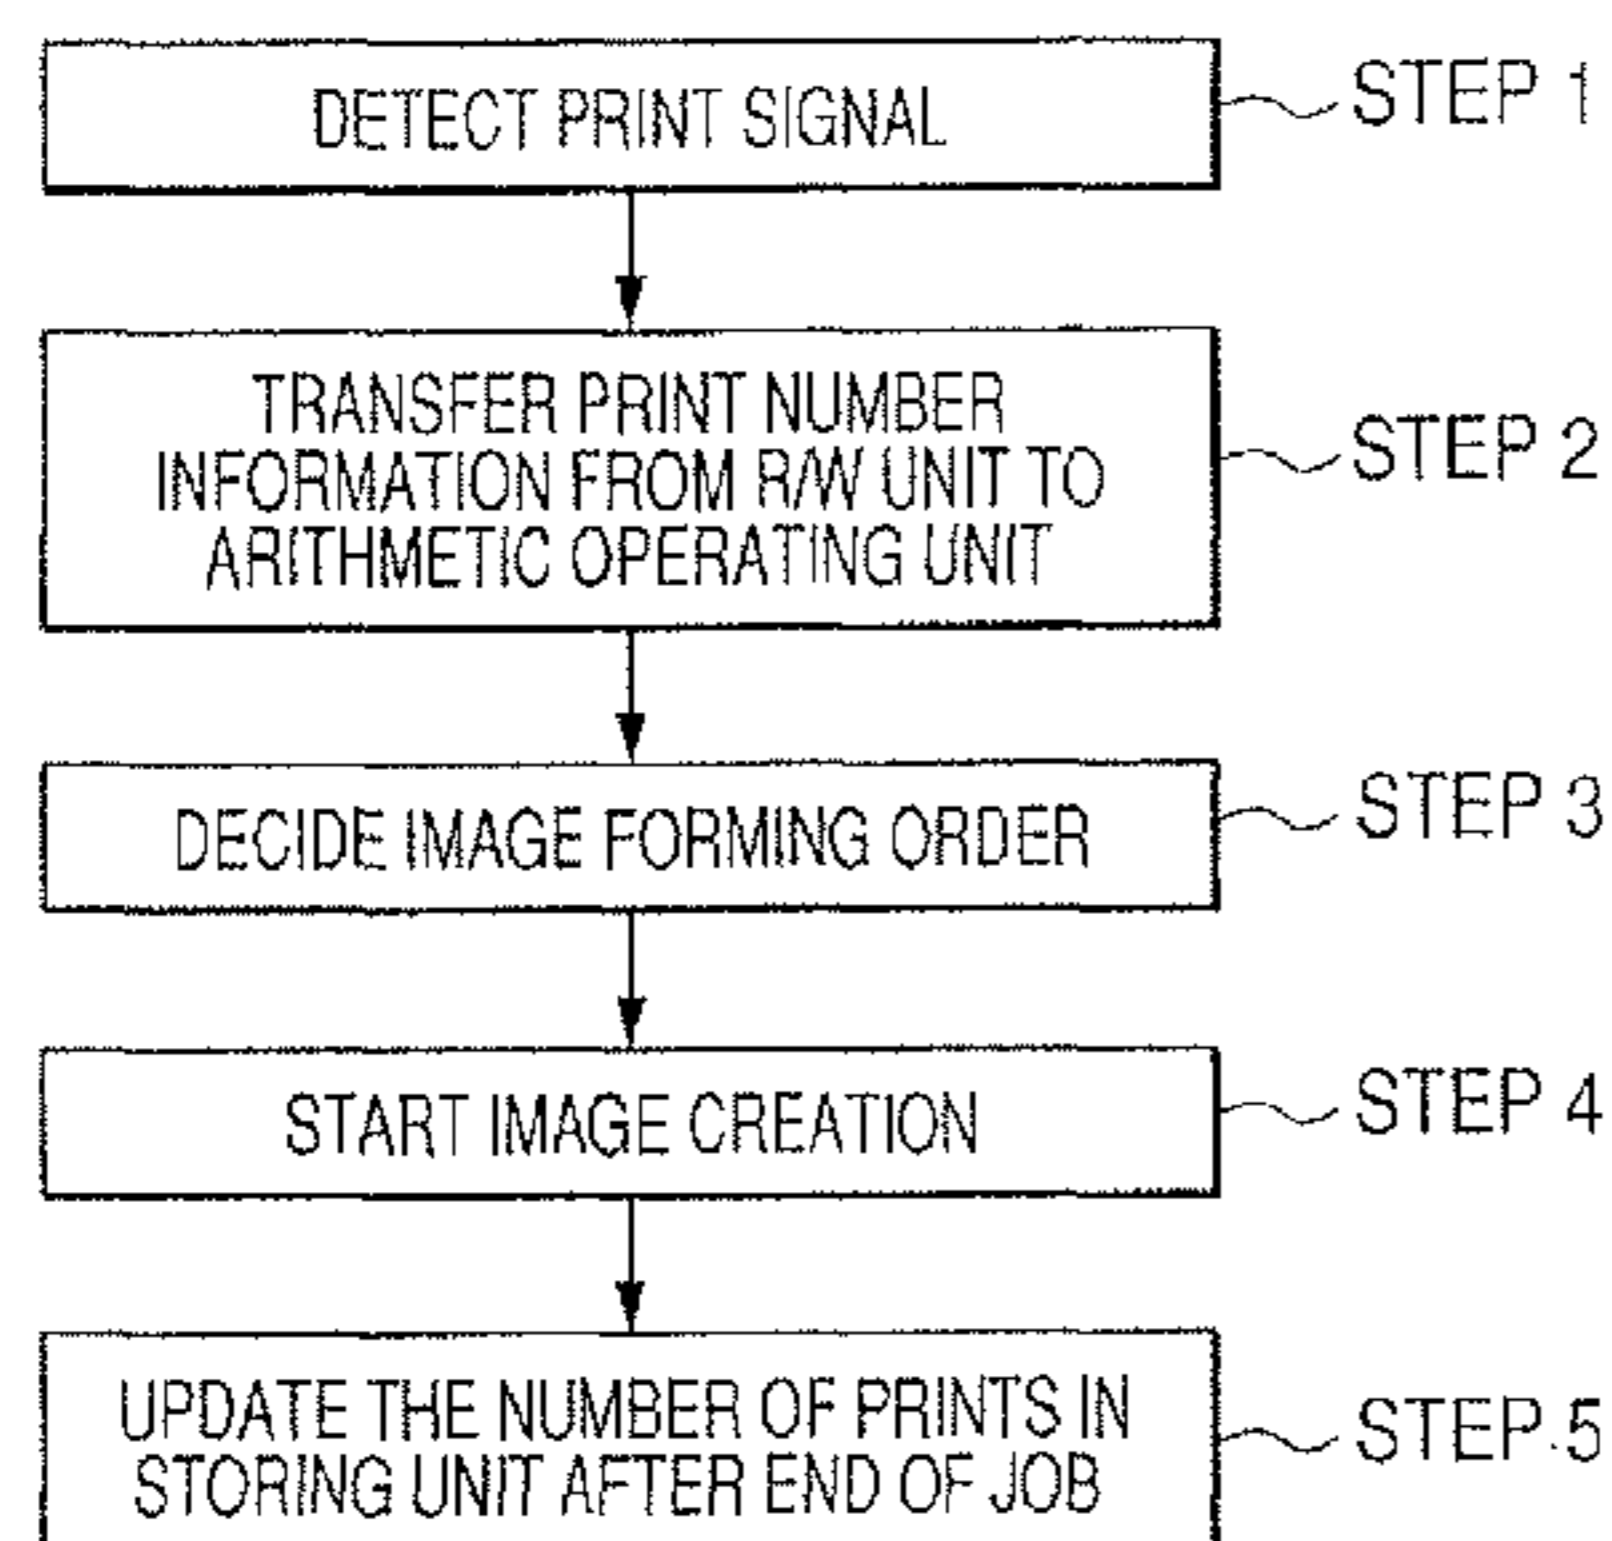 DETECT PRINT SIGNAL
STEP 1
TRANSFER PRINT NUMBER
INFORMATION FROM R/W UNIT TO
ARITHMETIC OPERATING UNIT
STEP 2
DECIDE IMAGE FORMING ORDER
STEP 3
START IMAGE CREATION
STEP 4
UPDATE THE NUMBER OF PRINTS IN
STORING UNIT AFTER END OF JOB
STEP 5